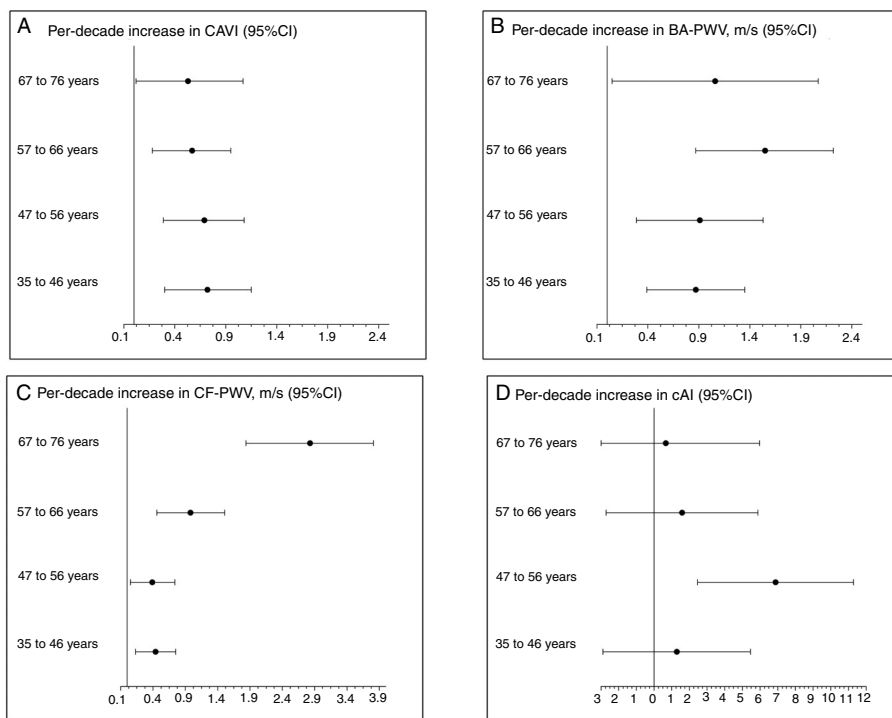 A Per-decade increase in CAVI (95%CI)
67 to 76 years
57 to 66 years
47 to 56 years
35 to 46 years
0.1 0.4 0.9 1.4 1.9 2.4
B Per-decade increase in BA-PWV, m/s (95%CI)
67 to 76 years
57 to 66 years
47 to 56 years
35 to 46 years
0.1 0.4 0.9 1.4 1.9 2.4
C Per-decade increase in CF-PWV, m/s (95%CI)
67 to 76 years
57 to 66 years
47 to 56 years
35 to 46 years
0.1 0.4 0.9 1.4 1.9 2.4 2.9 3.4 3.9
D Per-decade increase in cAI (95%CI)
67 to 76 years
57 to 66 years
47 to 56 years
35 to 46 years
3 2 1 0 1 2 3 4 5 6 7 8 9 10 11 12